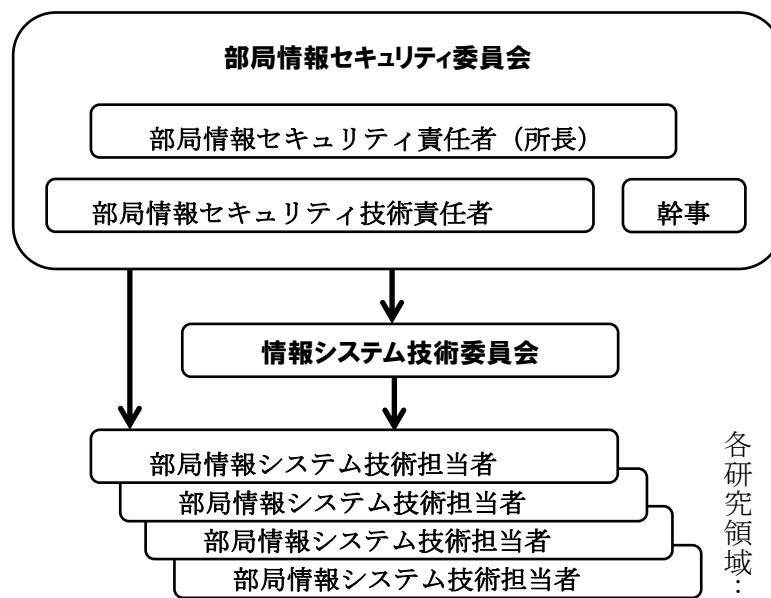 部局情報セキュリティ委員会
部局情報セキュリティ責任者（所長）
部局情報セキュリティ技術責任者
幹事
情報システム技術委員会
部局情報システム技術担当者
部局情報システム技術担当者
部局情報システム技術担当者
部局情報システム技術担当者
各研究領域…